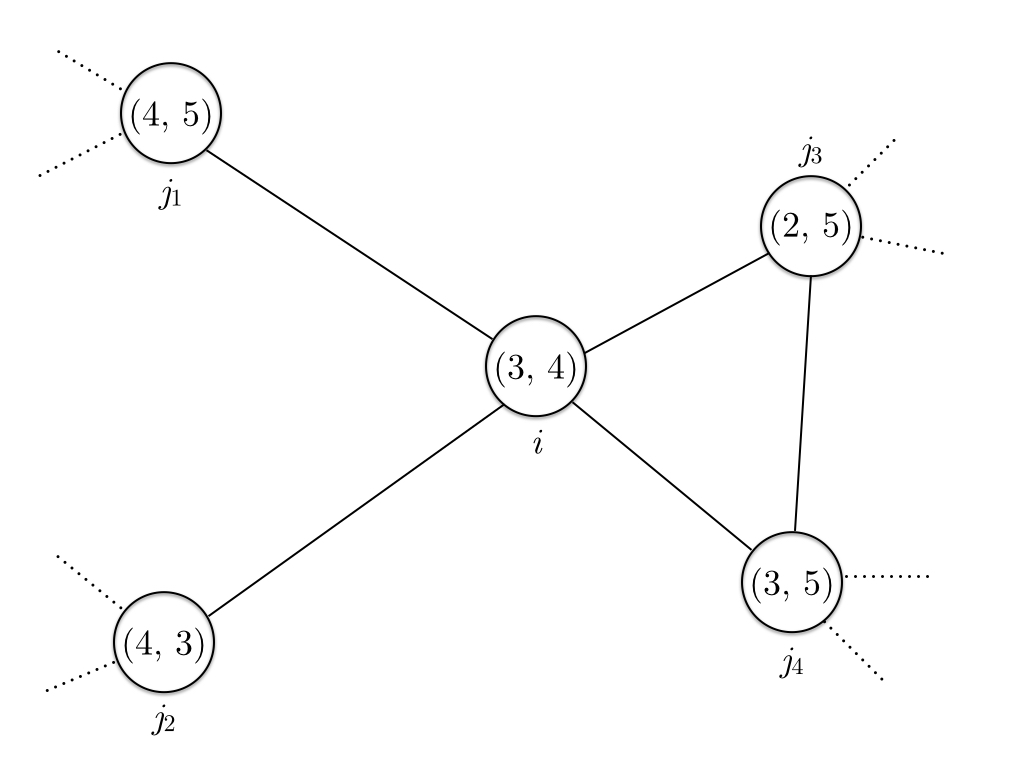 (4, 5)
j1
j3
(2, 5)
(3, 4)
i
(3, 5)
j4
(4, 3)
j2